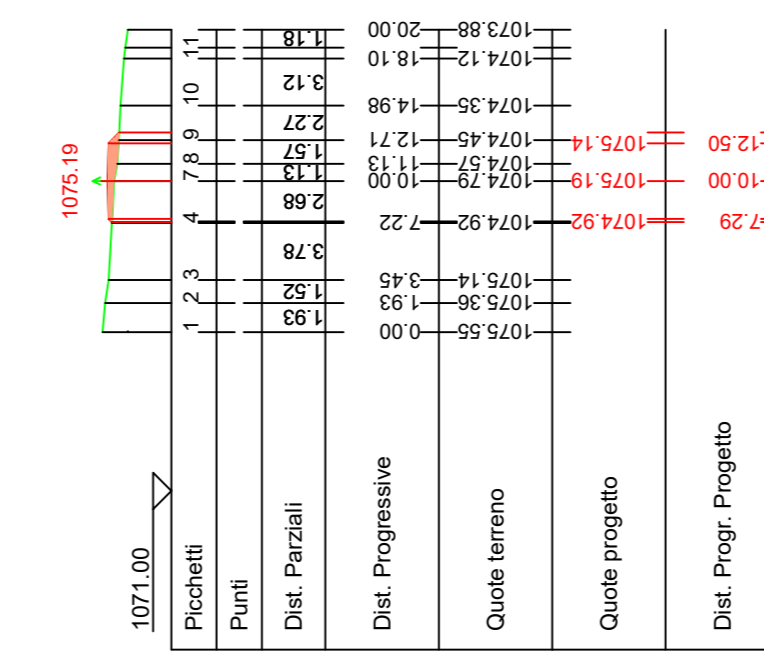 1075.19
1071.00
Picchetti 1 2 3 4 7 8 9 10 11
Punti
Dist. Parziali 1.93 1.52 3.78 2.68 1.13 1.57 2.27 3.12 1.18
Dist. Progressive 0.00 1.93 3.45 7.22 10.00 11.13 12.71 14.98 18.10 20.00
Quote terreno 1075.55 1075.36 1075.14 1074.92 1074.79 1074.57 1074.45 1074.35 1074.12 1073.88
Quote progetto 1074.92 1075.19 1075.14
Dist. Progr. Progetto 7.29 10.00 12.50